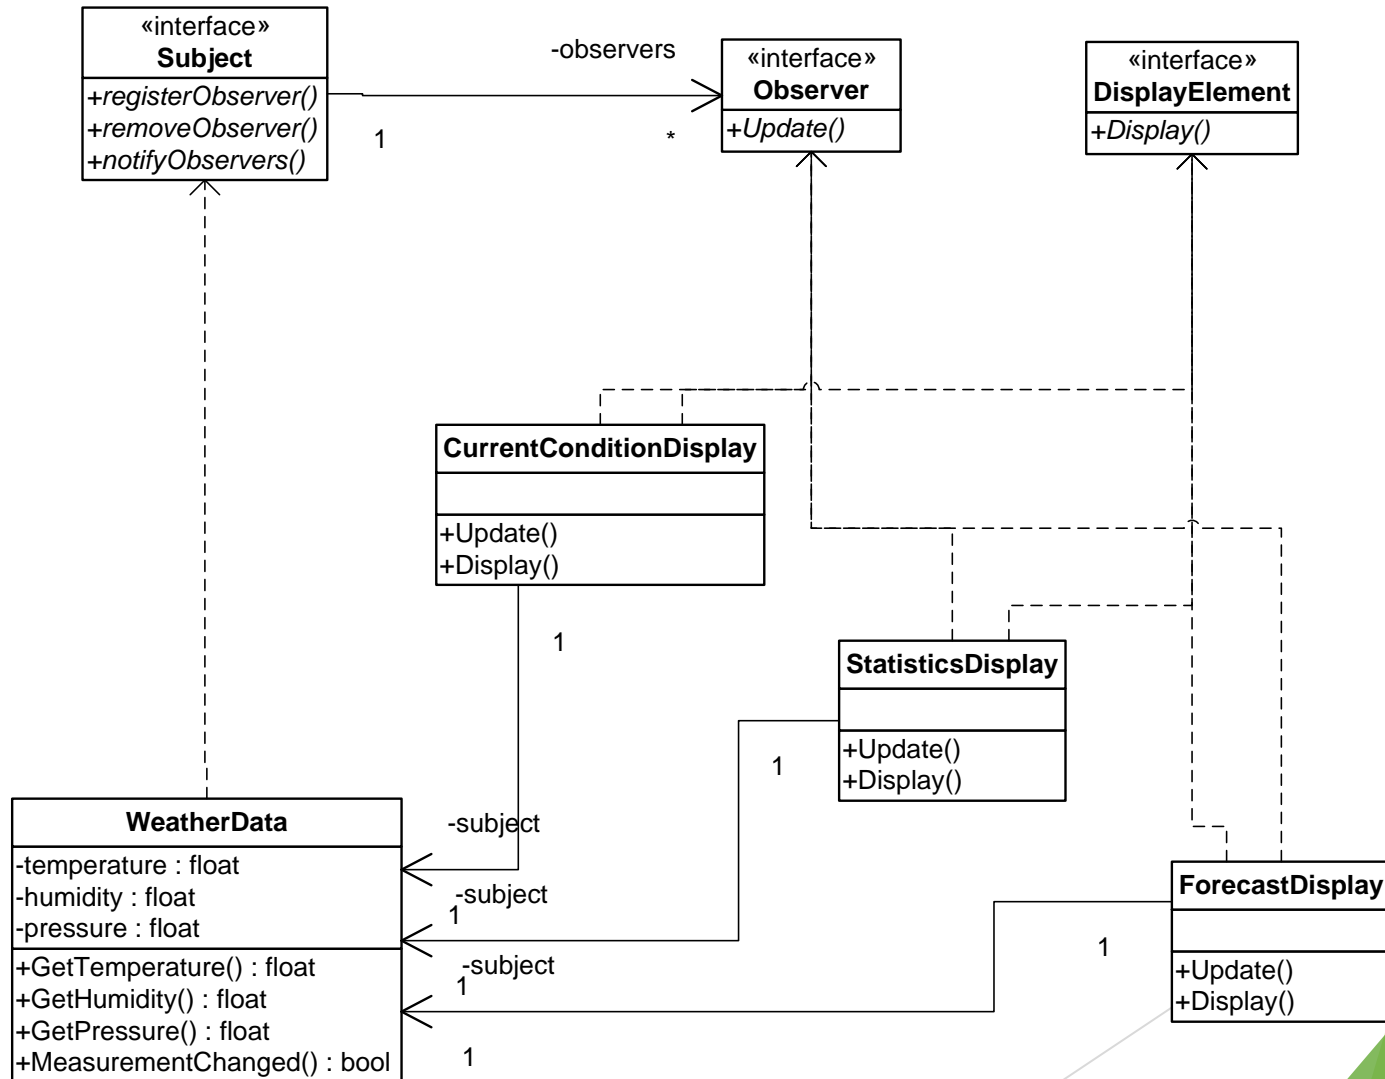 «interface»
Subject
+registerObserver()
+removeObserver()
+notifyObservers()
-observers
1
*
«interface»
Observer
+Update()
«interface»
DisplayElement
+Display()
CurrentConditionDisplay
+Update()
+Display()
1
StatisticsDisplay
+Update()
+Display()
1
WeatherData
-temperature : float
-humidity : float
-pressure : float
+GetTemperature() : float
+GetHumidity() : float
+GetPressure() : float
+MeasurementChanged() : bool
-subject
1
-subject
1
-subject
1
ForecastDisplay
+Update()
+Display()
1